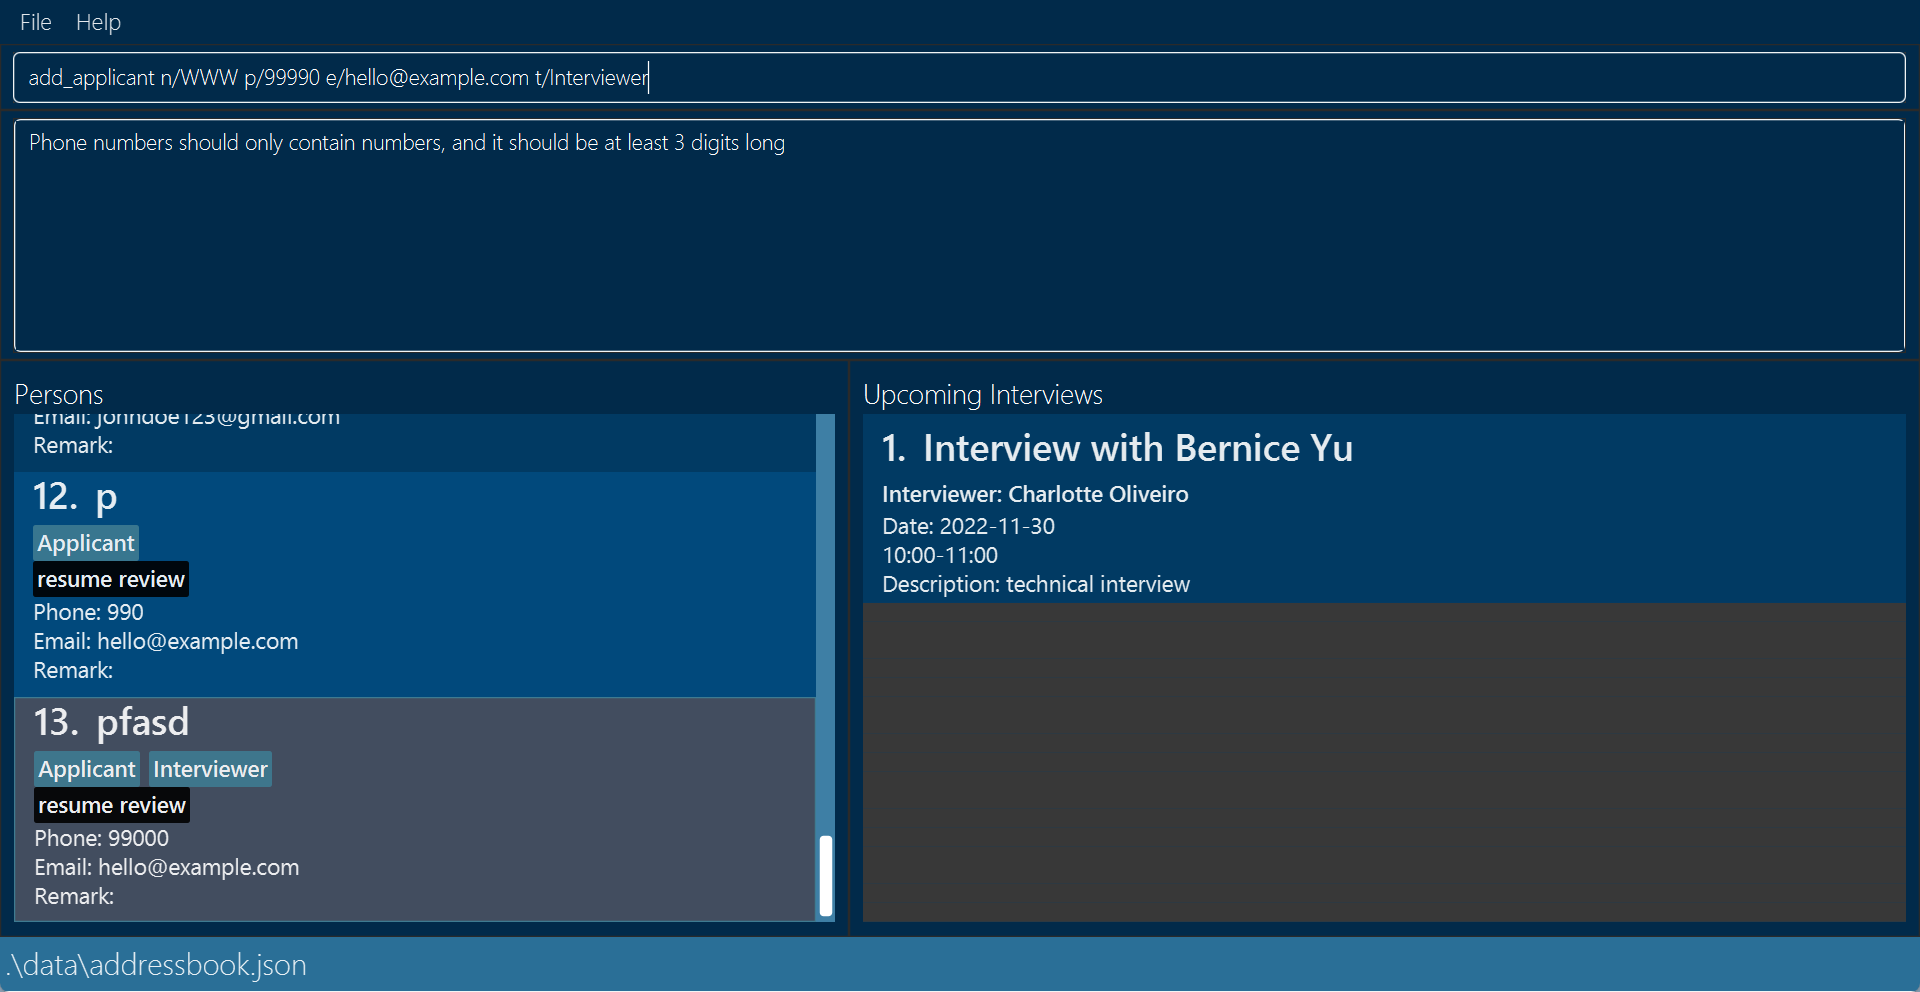 File Help
add_applicant n/WWW p/99990 e/hello@example.com t/Interviewer
Phone numbers should only contain numbers, and it should be at least 3 digits long
Persons
Email: johndoe123@gmail.com
Remark:
12. p
Applicant
resume review
Phone: 990
Email: hello@example.com
Remark:
13. pfasd
Applicant Interviewer
resume review
Phone: 99000
Email: hello@example.com
Remark:
Upcoming Interviews
1. Interview with Bernice Yu
Interviewer: Charlotte Oliveiro
Date: 2022-11-30
10:00-11:00
Description: technical interview
.\data\addressbook.json